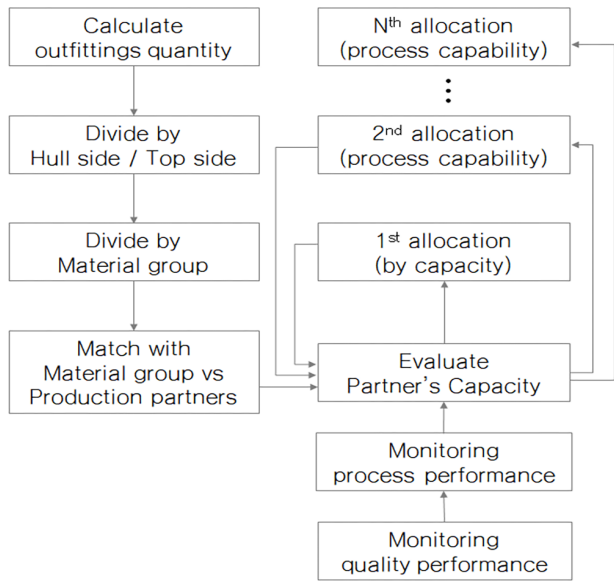 Calculate
outfittings quantity
Divide by
Hull side / Top side
Divide by
Material group
Match with
Material group vs
Production partners
Nth allocation
(process capability)
2nd allocation
(process capability)
1st allocation
(by capacity)
Evaluate
Partner's Capacity
Monitoring
process performance
Monitoring
quality performance